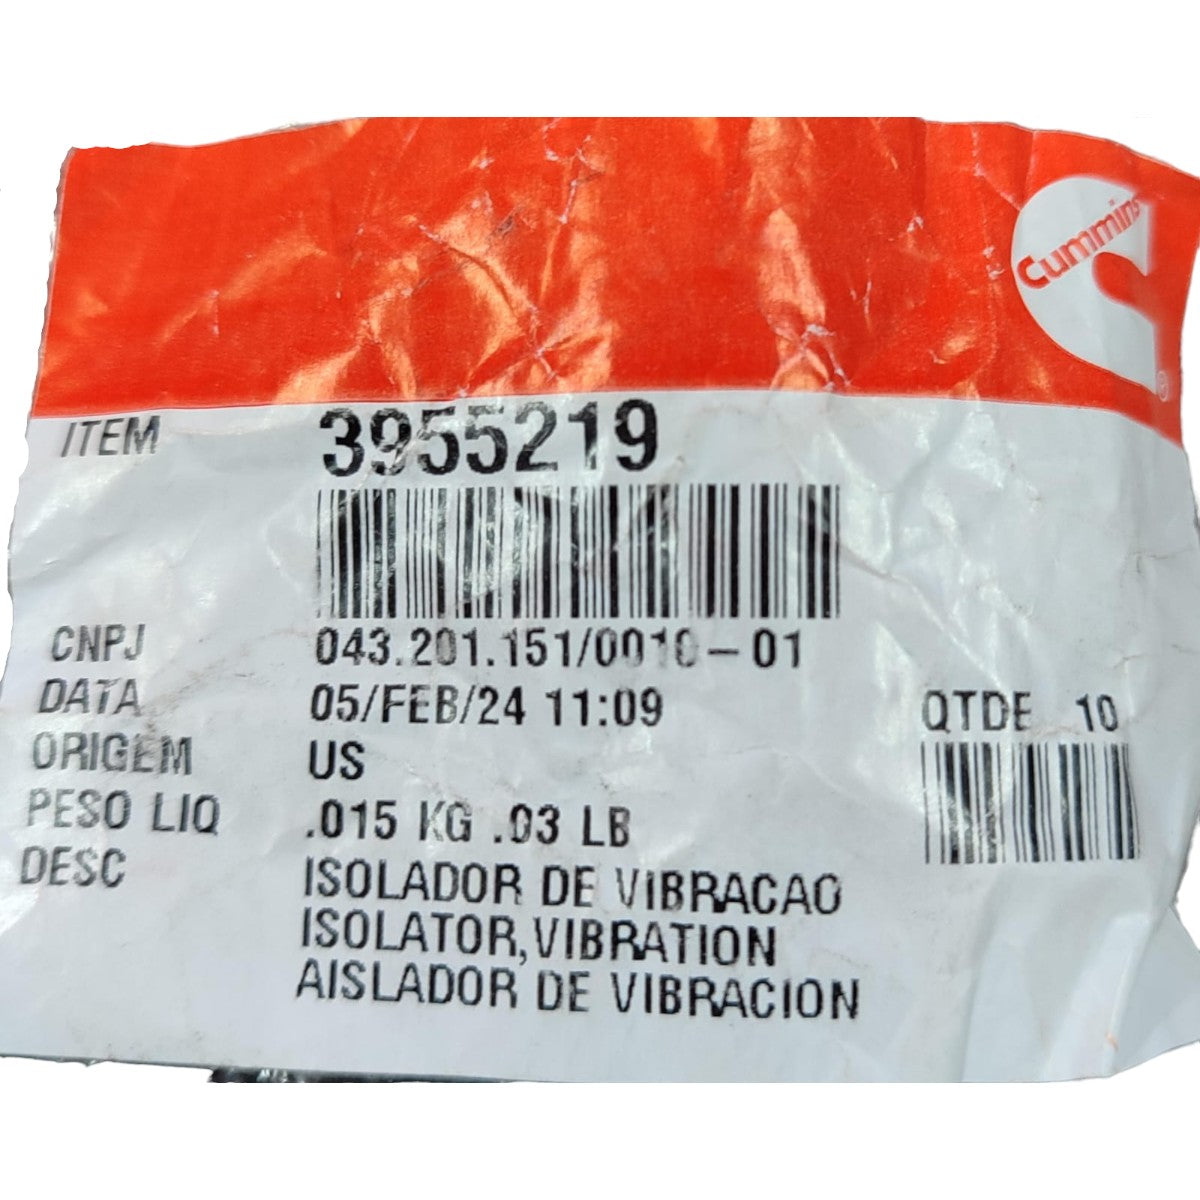 Cummins
®
ITEM 3955219
CNPJ 043.201.151/0010-01
DATA 05/FEB/24 11:09 QTDE 10
ORIGEM US
PESO LIQ .015 KG .03 LB
DESC ISOLADOR DE VIBRACAO
ISOLATOR,VIBRATION
AISLADOR DE VIBRACION